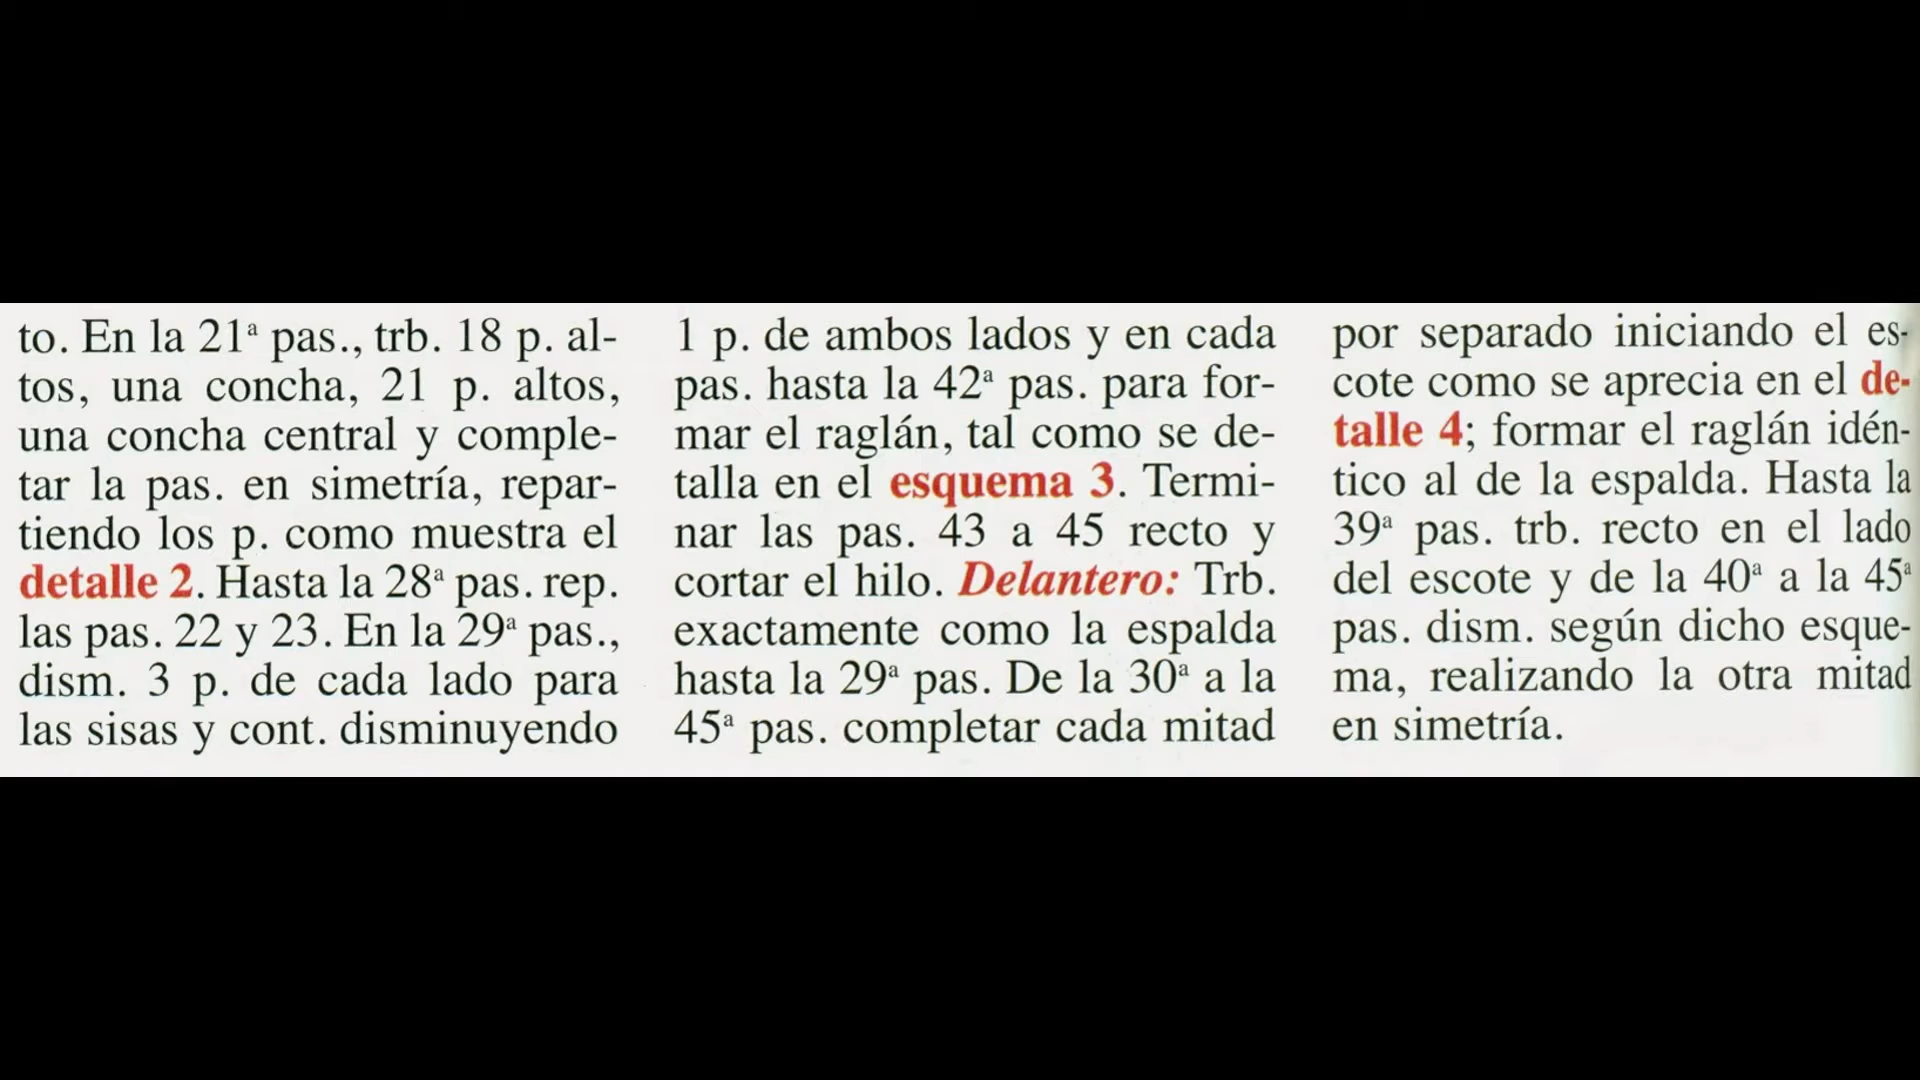 to. En la 21ª pas., trb. 18 p. al-
tos, una concha, 21 p. altos,
una concha central y comple-
tar la pas. en simetría, repar-
tiendo los p. como muestra el
detalle 2. Hasta la 28ª pas. rep.
las pas. 22 y 23. En la 29ª pas.,
dism. 3 p. de cada lado para
las sisas y cont. disminuyendo
1 p. de ambos lados y en cada
pas. hasta la 42ª pas. para for-
mar el raglán, tal como se de-
talla en el esquema 3. Termi-
nar las pas. 43 a 45 recto y
cortar el hilo. Delantero: Trb.
exactamente como la espalda
hasta la 29ª pas. De la 30ª a la
45ª pas. completar cada mitad
por separado iniciando el es-
cote como se aprecia en el de-
talle 4; formar el raglán idén-
tico al de la espalda. Hasta la
39ª pas. trb. recto en el lado
del escote y de la 40ª a la 45ª
pas. dism. según dicho esque-
ma, realizando la otra mitad
en simetría.